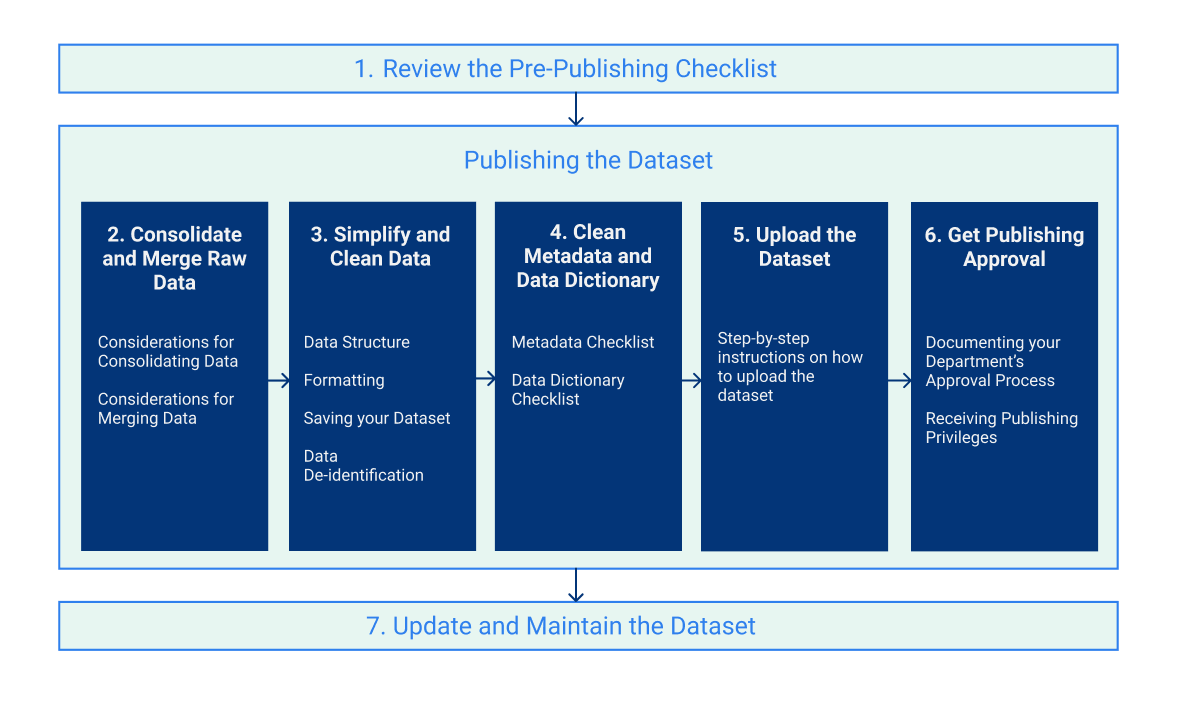 1. Review the Pre-Publishing Checklist
Publishing the Dataset
2. Consolidate
and Merge Raw
Data
Considerations for
Consolidating Data
Considerations for
Merging Data
3. Simplify and
Clean Data
Data Structure
Formatting
Saving your Dataset
Data
De-identification
4. Clean
Metadata and
Data Dictionary
Metadata Checklist
Data Dictionary
Checklist
5. Upload the
Dataset
Step-by-step
instructions on how
to upload the
dataset
6. Get Publishing
Approval
Documenting your
Department’s
Approval Process
Receiving Publishing
Privileges
7. Update and Maintain the Dataset